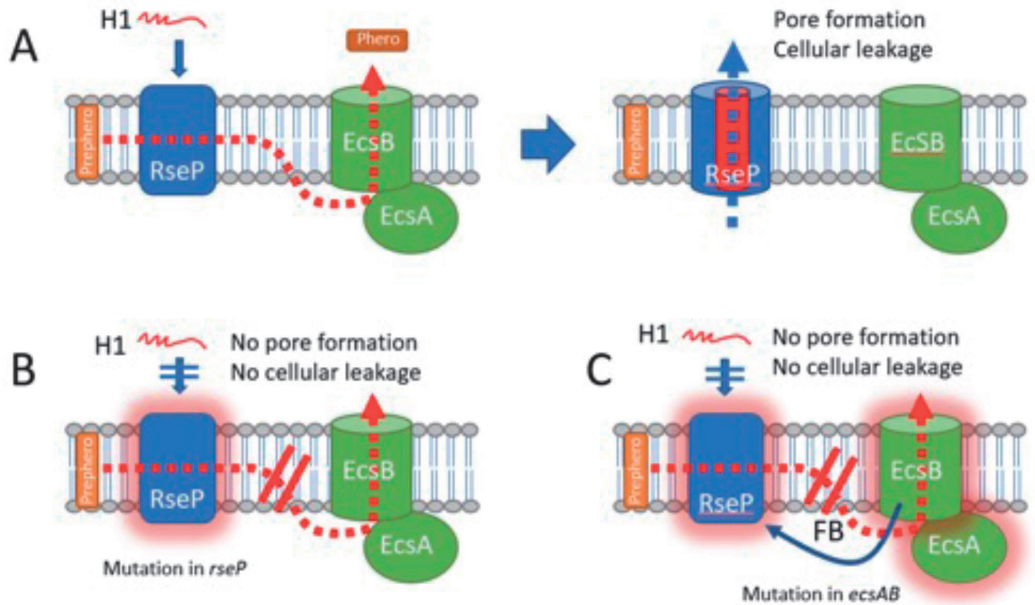 A
H1
Phero
Prephero
RseP
EcsB
EcsA
Pore formation
Cellular leakage
Prephero
RseP
EcSB
EcsA
B
H1
No pore formation
No cellular leakage
Prephero
RseP
EcsB
EcsA
Mutation in rseP
C
H1
No pore formation
No cellular leakage
Prephero
RseP
EcsB
FB
EcsA
Mutation in ecsAB